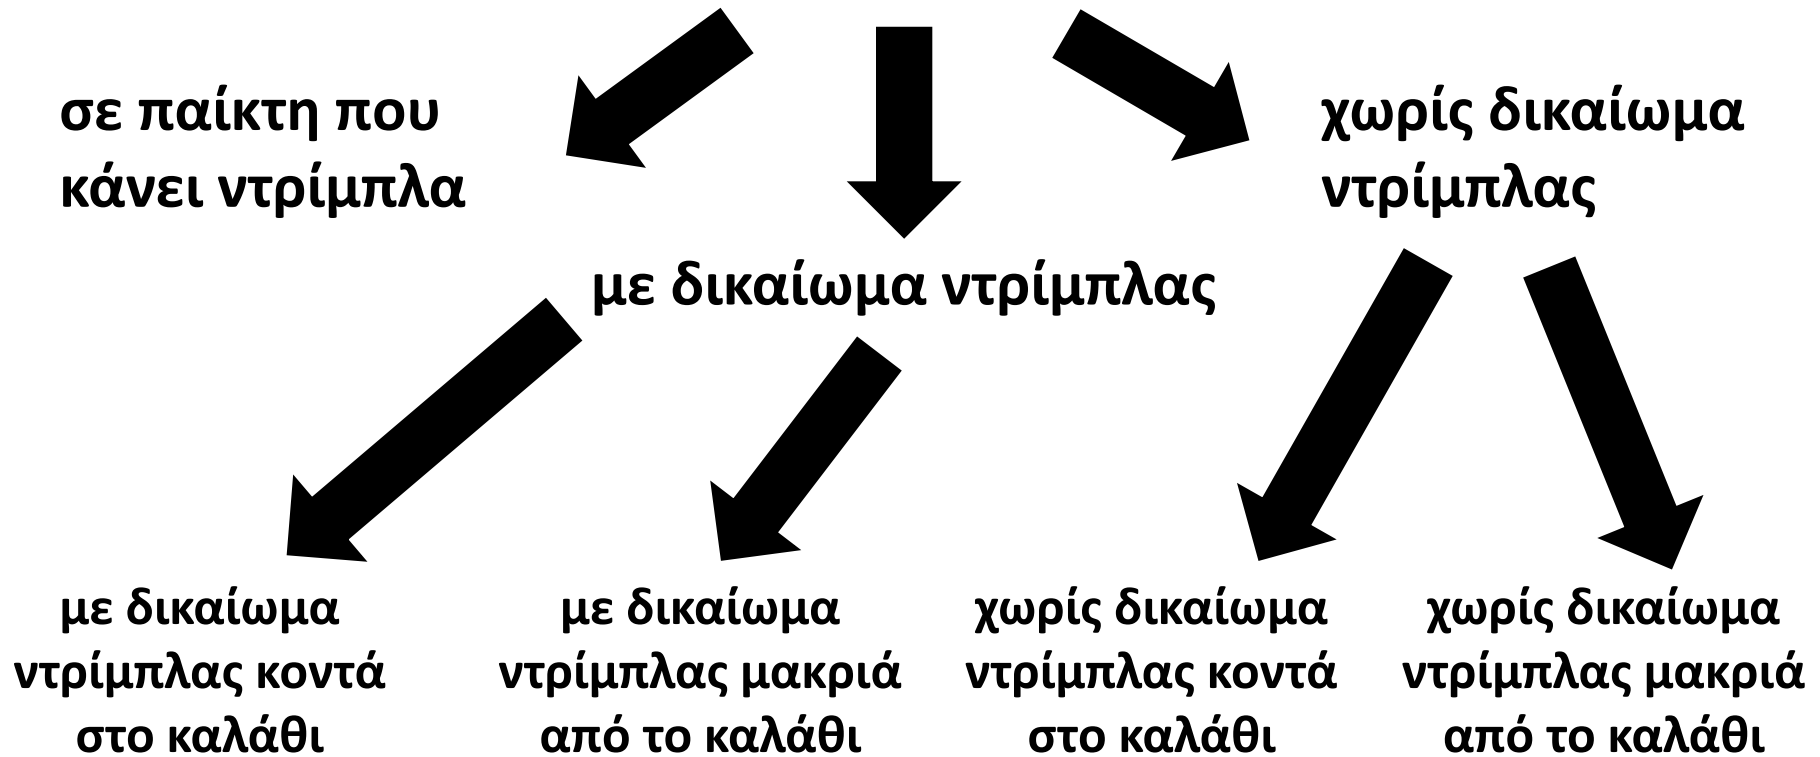 σε παίκτη που
κάνει ντρίμπλα
χωρίς δικαίωμα
ντρίμπλας
με δικαίωμα ντρίμπλας
με δικαίωμα
ντρίμπλας κοντά
στο καλάθι
με δικαίωμα
ντρίμπλας μακριά
από το καλάθι
χωρίς δικαίωμα
ντρίμπλας κοντά
στο καλάθι
χωρίς δικαίωμα
ντρίμπλας μακριά
από το καλάθι